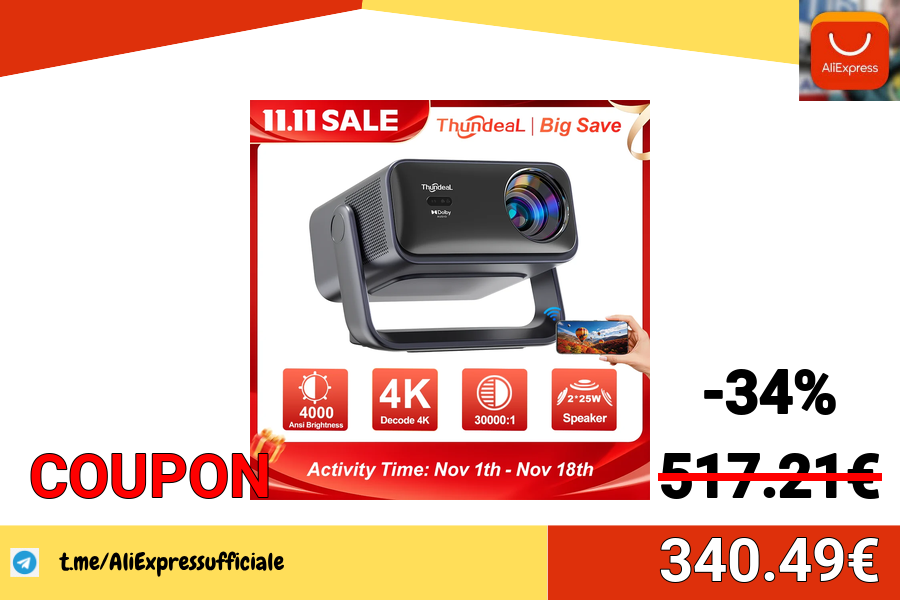 AliExpress
11.11 SALE
ThundeaL | Big Save
ThundeaL
Dolby
4000
Ansi Brightness
4K
Decode 4K
30000:1
2*25W
Speaker
-34%
COUPON
Activity Time: Nov 1th - Nov 18th
517.21€
t.me/AliExpressufficiale
340.49€